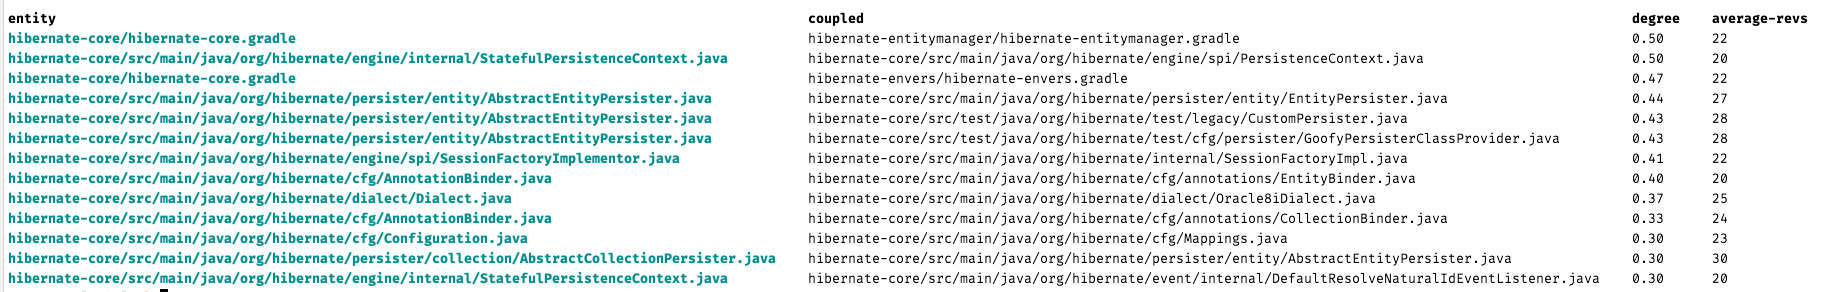 entity coupled degree average-revs
hibernate-core/hibernate-core.gradle hibernate-entitymanager/hibernate-entitymanager.gradle 0.50 22
hibernate-core/src/main/java/org/hibernate/engine/internal/StatefulPersistenceContext.java hibernate-core/src/main/java/org/hibernate/engine/spi/PersistenceContext.java 0.50 20
hibernate-core/hibernate-core.gradle hibernate-envers/hibernate-envers.gradle 0.47 22
hibernate-core/src/main/java/org/hibernate/persister/entity/AbstractEntityPersister.java hibernate-core/src/main/java/org/hibernate/persister/entity/EntityPersister.java 0.44 27
hibernate-core/src/main/java/org/hibernate/persister/entity/AbstractEntityPersister.java hibernate-core/src/test/java/org/hibernate/test/legacy/CustomPersister.java 0.43 28
hibernate-core/src/main/java/org/hibernate/persister/entity/AbstractEntityPersister.java hibernate-core/src/test/java/org/hibernate/test/cfg/persister/GoofyPersisterClassProvider.java 0.43 28
hibernate-core/src/main/java/org/hibernate/engine/spi/SessionFactoryImplementor.java hibernate-core/src/main/java/org/hibernate/internal/SessionFactoryImpl.java 0.41 22
hibernate-core/src/main/java/org/hibernate/cfg/AnnotationBinder.java hibernate-core/src/main/java/org/hibernate/cfg/annotations/EntityBinder.java 0.40 20
hibernate-core/src/main/java/org/hibernate/dialect/Dialect.java hibernate-core/src/main/java/org/hibernate/dialect/Oracle8iDialect.java 0.37 25
hibernate-core/src/main/java/org/hibernate/cfg/AnnotationBinder.java hibernate-core/src/main/java/org/hibernate/cfg/annotations/CollectionBinder.java 0.33 24
hibernate-core/src/main/java/org/hibernate/cfg/Configuration.java hibernate-core/src/main/java/org/hibernate/cfg/Mappings.java 0.30 23
hibernate-core/src/main/java/org/hibernate/persister/collection/AbstractCollectionPersister.java hibernate-core/src/main/java/org/hibernate/persister/entity/AbstractEntityPersister.java 0.30 30
hibernate-core/src/main/java/org/hibernate/engine/internal/StatefulPersistenceContext.java hibernate-core/src/main/java/org/hibernate/event/internal/DefaultResolveNaturalIdEventListener.java 0.30 20